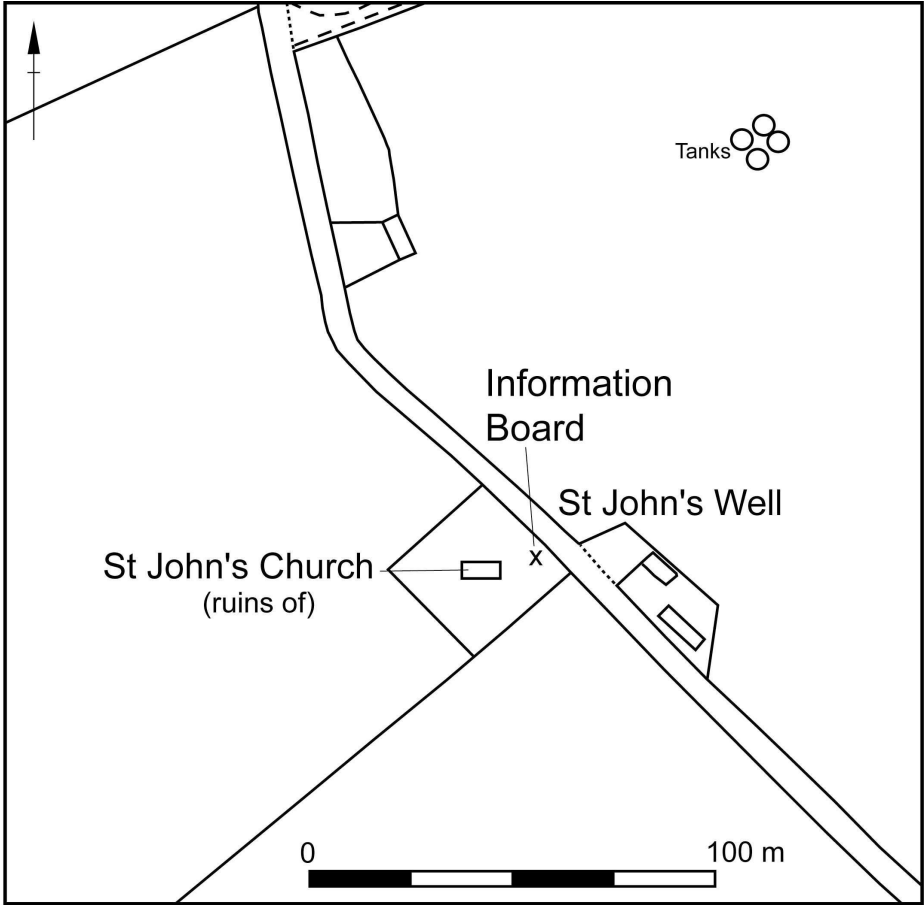 Tanks
Information
Board
St John's Well
St John's Church
(ruins of)
x
0 100 m